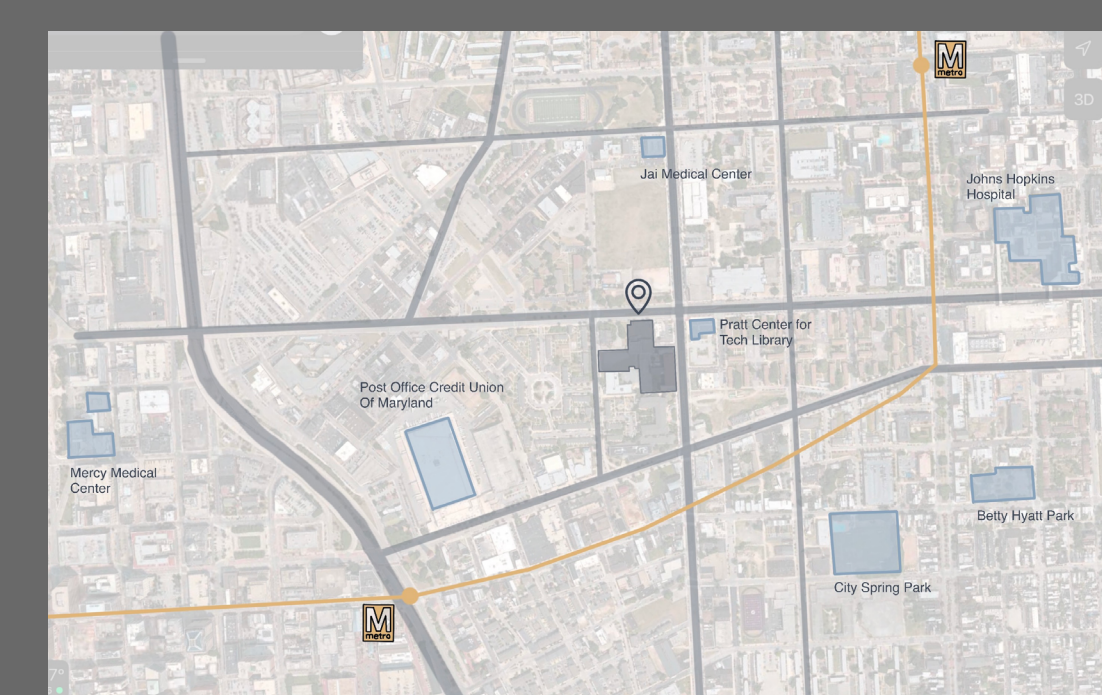 M
metro
3D
Jai Medical Center
Johns Hopkins
Hospital
Pratt Center for
Tech Library
Post Office Credit Union
Of Maryland
Mercy Medical
Center
Betty Hyatt Park
City Spring Park
M
metro
7°